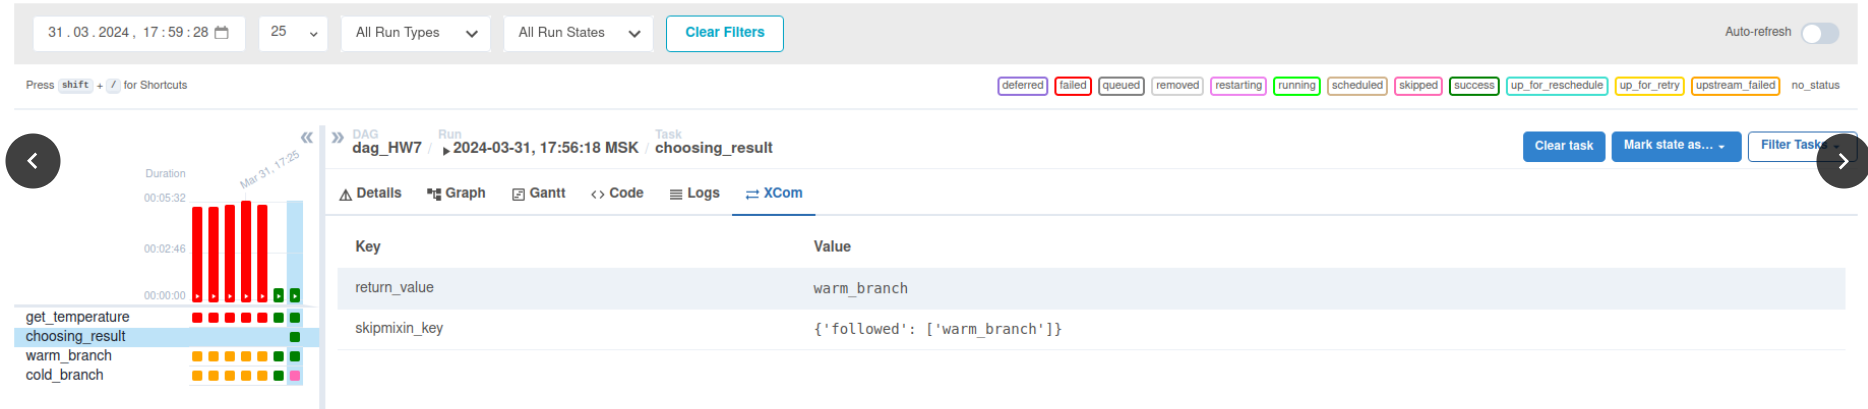 31 . 03 . 2024 , 17 : 59 : 28 25 All Run Types All Run States Clear Filters Auto-refresh
Press shift + / for Shortcuts deferred failed queued removed restarting running scheduled skipped success up_for_reschedule up_for_retry upstream_failed no_status
DAG Run Task
dag_HW7 / 2024-03-31, 17:56:18 MSK / choosing_result Clear task Mark state as... Filter Tasks
Details Graph Gantt Code Logs XCom
Mar 31, 17:25
Duration
00:05:32
00:02:46
00:00:00
get_temperature
choosing_result
warm_branch
cold_branch
Key Value
return_value warm_branch
skipmixin_key {'followed': ['warm_branch']}